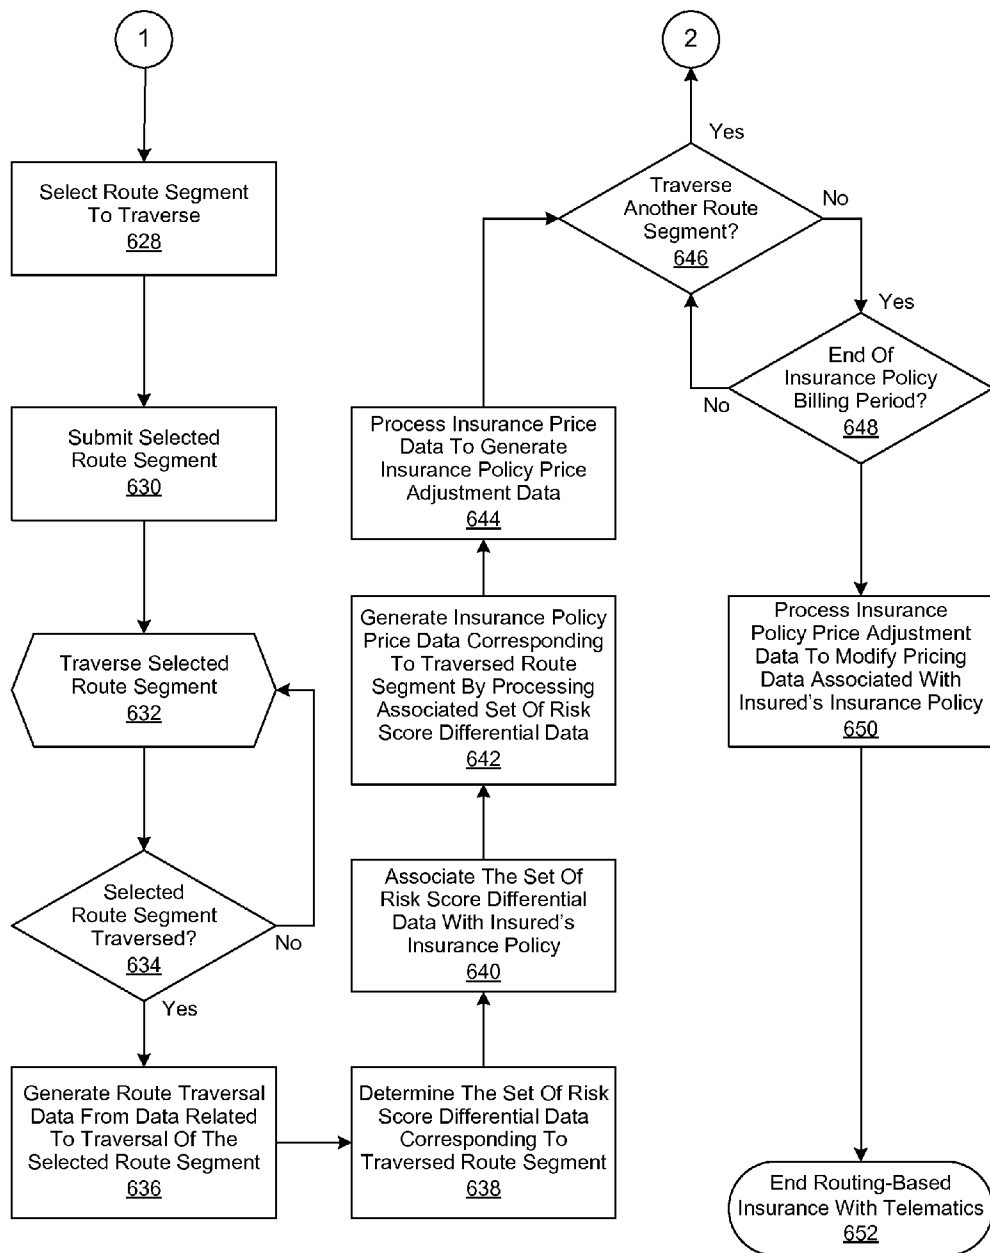 1
Select Route Segment
To Traverse
628
Submit Selected
Route Segment
630
Traverse Selected
Route Segment
632
Selected
Route Segment
Traversed?
634
No
Yes
Generate Route Traversal
Data From Data Related
To Traversal Of The
Selected Route Segment
636
Determine The Set Of Risk
Score Differential Data
Corresponding To
Traversed Route Segment
638
Associate The Set Of
Risk Score Differential
Data With Insured's
Insurance Policy
640
Generate Insurance Policy
Price Data Corresponding
To Traversed Route
Segment By Processing
Associated Set Of Risk
Score Differential Data
642
Process Insurance Price
Data To Generate
Insurance Policy Price
Adjustment Data
644
2
Yes
Traverse
Another Route
Segment?
646
No
Yes
End Of
Insurance Policy
Billing Period?
648
No
Process Insurance
Policy Price Adjustment
Data To Modify Pricing
Data Associated With
Insured's Insurance Policy
650
End Routing-Based
Insurance With Telematics
652